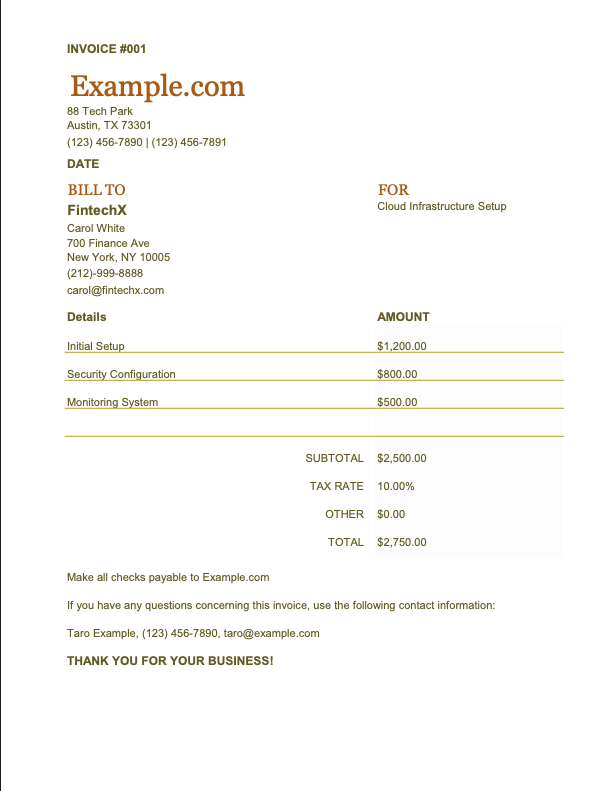 INVOICE #001
Example.com
88 Tech Park
Austin, TX 73301
(123) 456-7890 | (123) 456-7891
DATE
BILL TO
FOR
FintechX
Cloud Infrastructure Setup
Carol White
700 Finance Ave
New York, NY 10005
(212)-999-8888
carol@fintechx.com
Details AMOUNT
Initial Setup $1,200.00
Security Configuration $800.00
Monitoring System $500.00
SUBTOTAL $2,500.00
TAX RATE 10.00%
OTHER $0.00
TOTAL $2,750.00
Make all checks payable to Example.com
If you have any questions concerning this invoice, use the following contact information:
Taro Example, (123) 456-7890, taro@example.com
THANK YOU FOR YOUR BUSINESS!